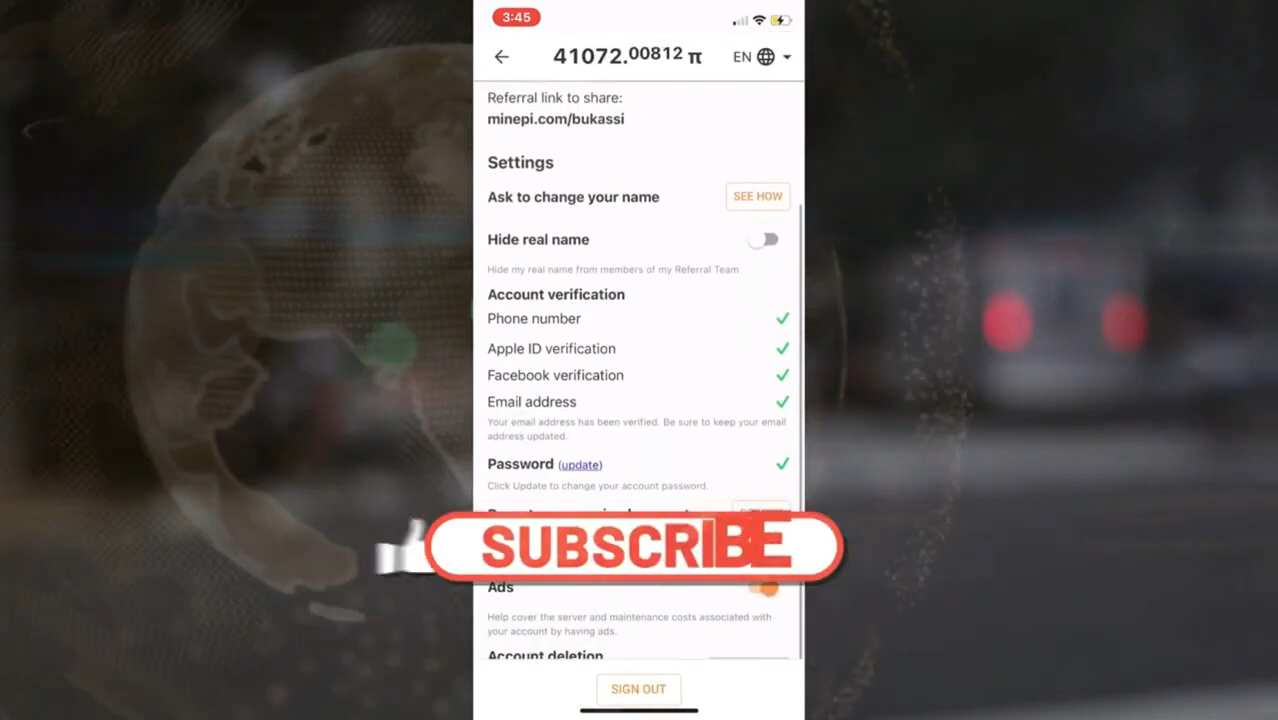 3:45
41072.00812 π
EN
Referral link to share:
minepi.com/bukassi
Settings
Ask to change your name
SEE HOW
Hide real name
Hide my real name from members of my Referral Team
Account verification
Phone number
Apple ID verification
Facebook verification
Email address
Your email address has been verified. Be sure to keep your email
address updated.
Password (update)
Click Update to change your account password.
SUBSCRIBE
Ads
Help cover the server and maintenance costs associated with
your account by having ads.
Account deletion
SIGN OUT